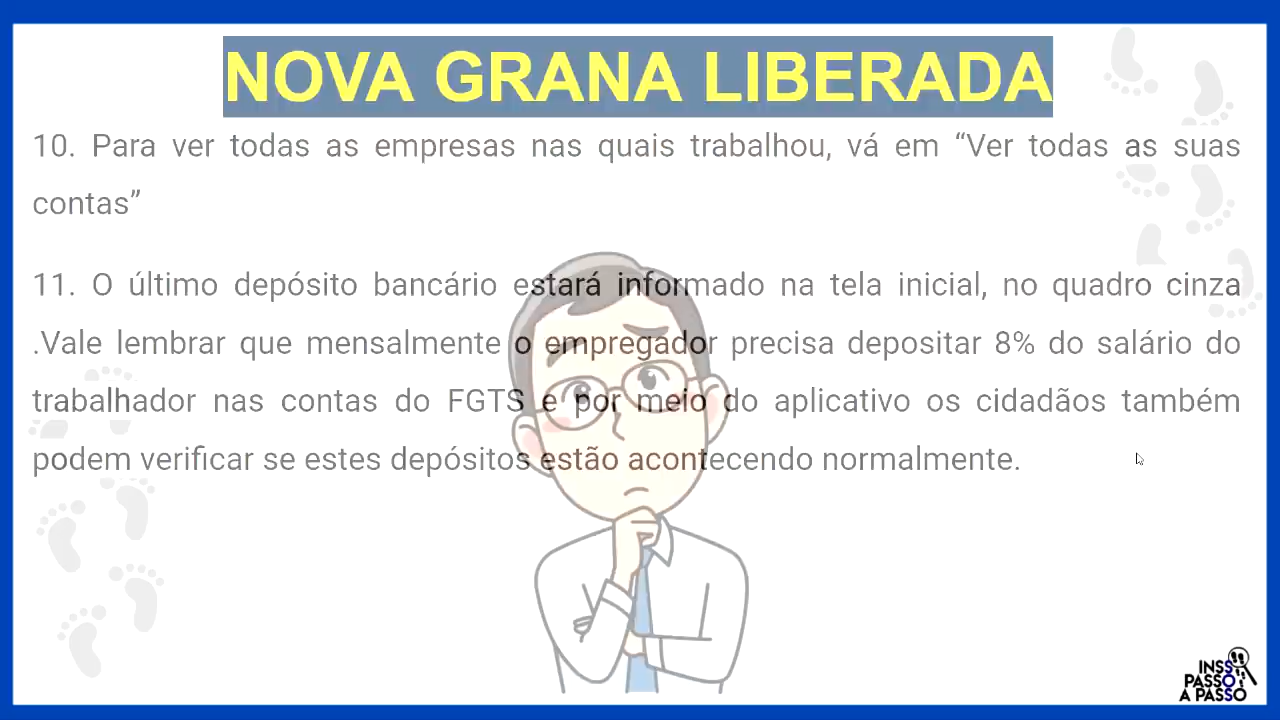 NOVA GRANA LIBERADA
10. Para ver todas as empresas nas quais trabalhou, vá em “Ver todas as suas
contas”
11. O último depósito bancário estará informado na tela inicial, no quadro cinza
.Vale lembrar que mensalmente o empregador precisa depositar 8% do salário do
trabalhador nas contas do FGTS e por meio do aplicativo os cidadãos também
podem verificar se estes depósitos estão acontecendo normalmente.
INSS
PASSO
A PASSO